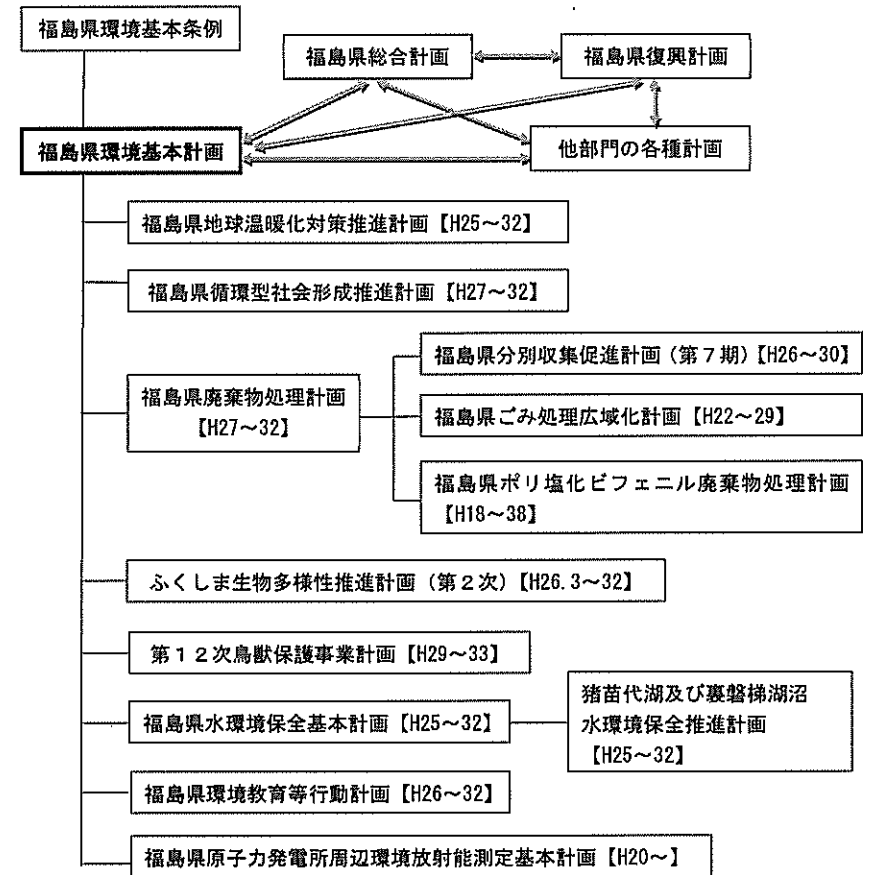 福島県環境基本条例
福島県総合計画
福島県復興計画
福島県環境基本計画
他部門の各種計画
福島県地球温暖化対策推進計画【H25～32】
福島県循環型社会形成推進計画【H27～32】
福島県分別収集促進計画（第７期）【H26～30】
福島県廃棄物処理計画
【H27～32】
福島県ごみ処理広域化計画【H22～29】
福島県ポリ塩化ビフェニル廃棄物処理計画
【H18～38】
ふくしま生物多様性推進計画（第２次）【H26.3～32】
第１２次鳥獣保護事業計画【H29～33】
福島県水環境保全基本計画【H25～32】
猪苗代湖及び裏磐梯湖沼
水環境保全推進計画
【H25～32】
福島県環境教育等行動計画【H26～32】
福島県原子力発電所周辺環境放射能測定基本計画【H20～】